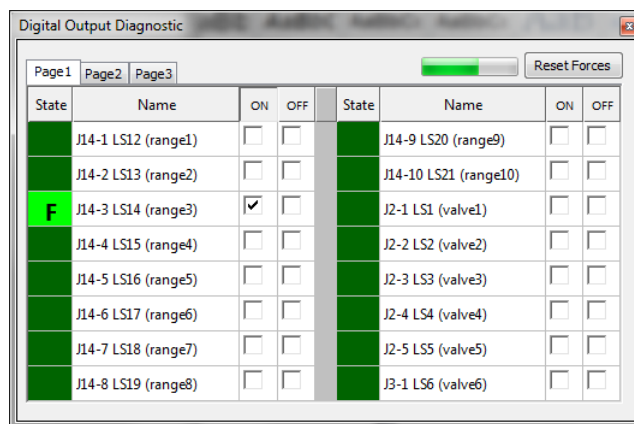 Digital Output Diagnostic
Page1 Page2 Page3 Reset Forces
State Name ON OFF State Name ON OFF
J14-1 LS12 (range1) J14-9 LS20 (range9)
J14-2 LS13 (range2) J14-10 LS21 (range10)
F J14-3 LS14 (range3) J2-1 LS1 (valve1)
J14-4 LS15 (range4) J2-2 LS2 (valve2)
J14-5 LS16 (range5) J2-3 LS3 (valve3)
J14-6 LS17 (range6) J2-4 LS4 (valve4)
J14-7 LS18 (range7) J2-5 LS5 (valve5)
J14-8 LS19 (range8) J3-1 LS6 (valve6)